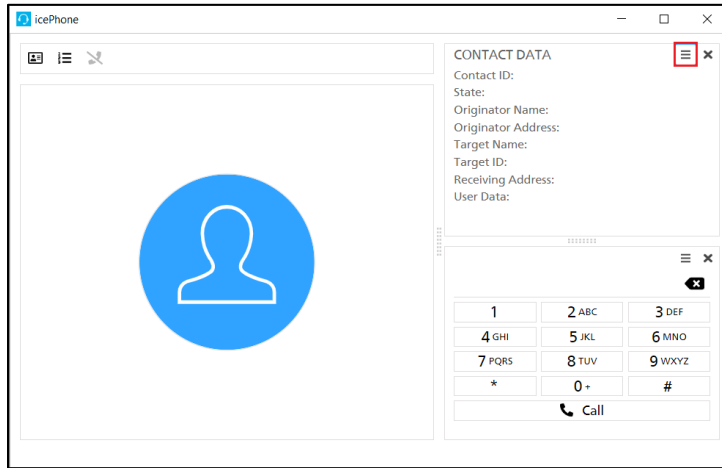 icePhone
CONTACT DATA
Contact ID:
State:
Originator Name:
Originator Address:
Target Name:
Target ID:
Receiving Address:
User Data:
1 2 ABC 3 DEF
4 GHI 5 JKL 6 MNO
7 PQRS 8 TUV 9 WXYZ
* 0 + #
Call